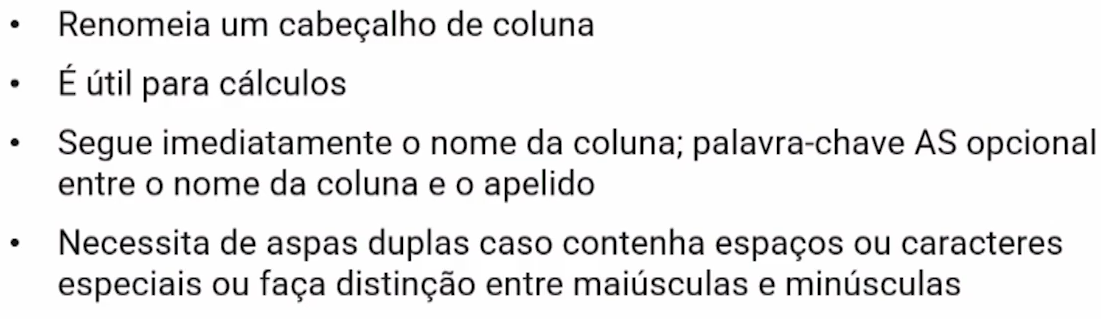 • Renomeia um cabeçalho de coluna
• É útil para cálculos
• Segue imediatamente o nome da coluna; palavra-chave AS opcional
entre o nome da coluna e o apelido
• Necessita de aspas duplas caso contenha espaços ou caracteres
especiais ou faça distinção entre maiúsculas e minúsculas